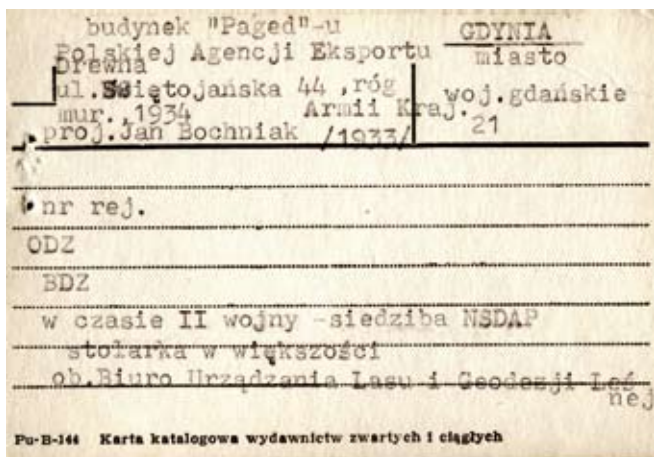 budynek "Paged"-u
GDYNIA
Polskiej Agencji Eksportu
miasto
Drewna
ul.Świętojańska 44 ,róg
woj.gdańskie
mur.,1934 Armii Kraj.
21
proj.Jan Bochniak /1933/
nr rej.
ODZ
BDZ
w czasie II wojny -siedziba NSDAP
stolarka w większości
ob.Biuro Urządzania Lasu i Geodezji Leś
nej
Pu-B-144 Karta katalogowa wydawnictw zwartych i ciągłych